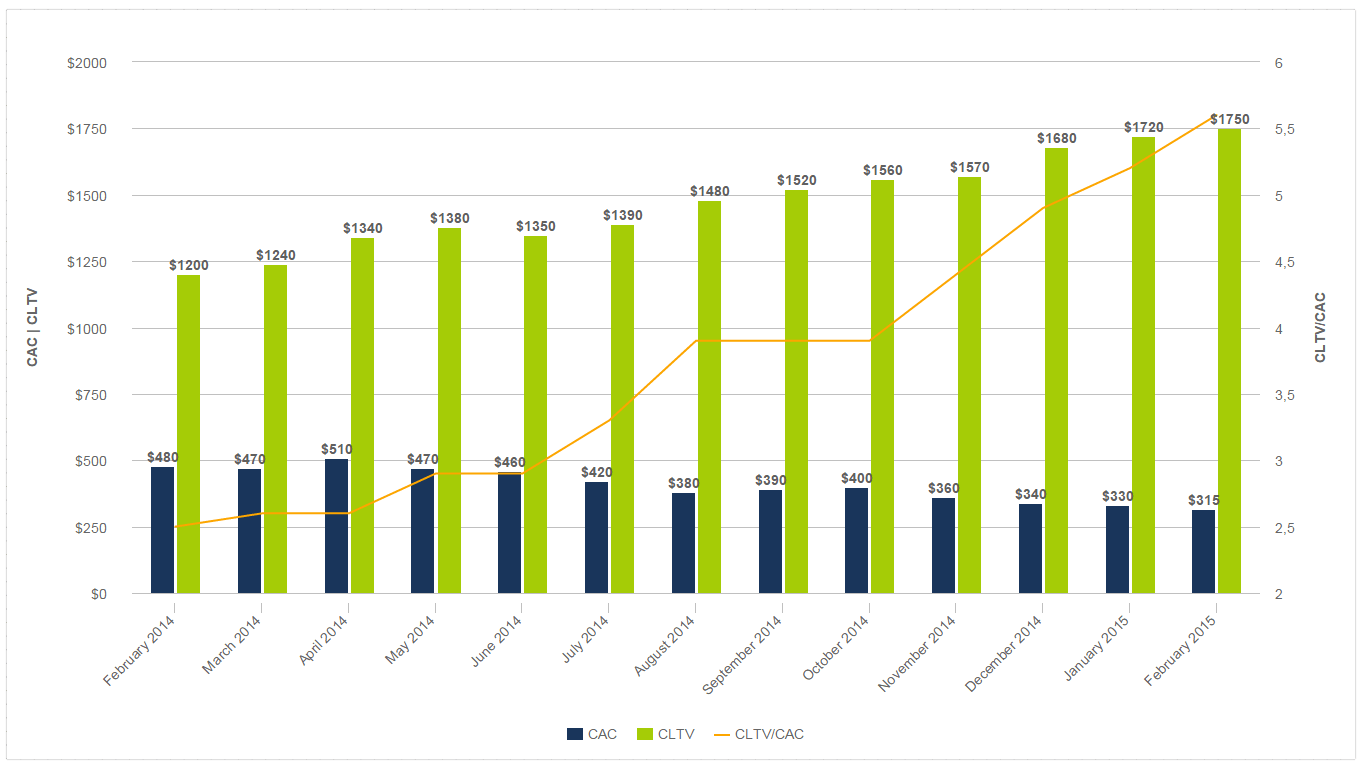 $2000
$1750
$1500
$1250
$1000
$750
$500
$250
$0
CAC | CLTV
6
5,5
5
4,5
4
3,5
3
2,5
2
CLTV/CAC
$480
$1200
$470
$1240
$510
$1340
$470
$1380
$460
$1350
$420
$1390
$380
$1480
$390
$1520
$400
$1560
$360
$1570
$340
$1680
$330
$1720
$315
$1750
February 2014
March 2014
April 2014
May 2014
June 2014
July 2014
August 2014
September 2014
October 2014
November 2014
December 2014
January 2015
February 2015
CAC CLTV CLTV/CAC